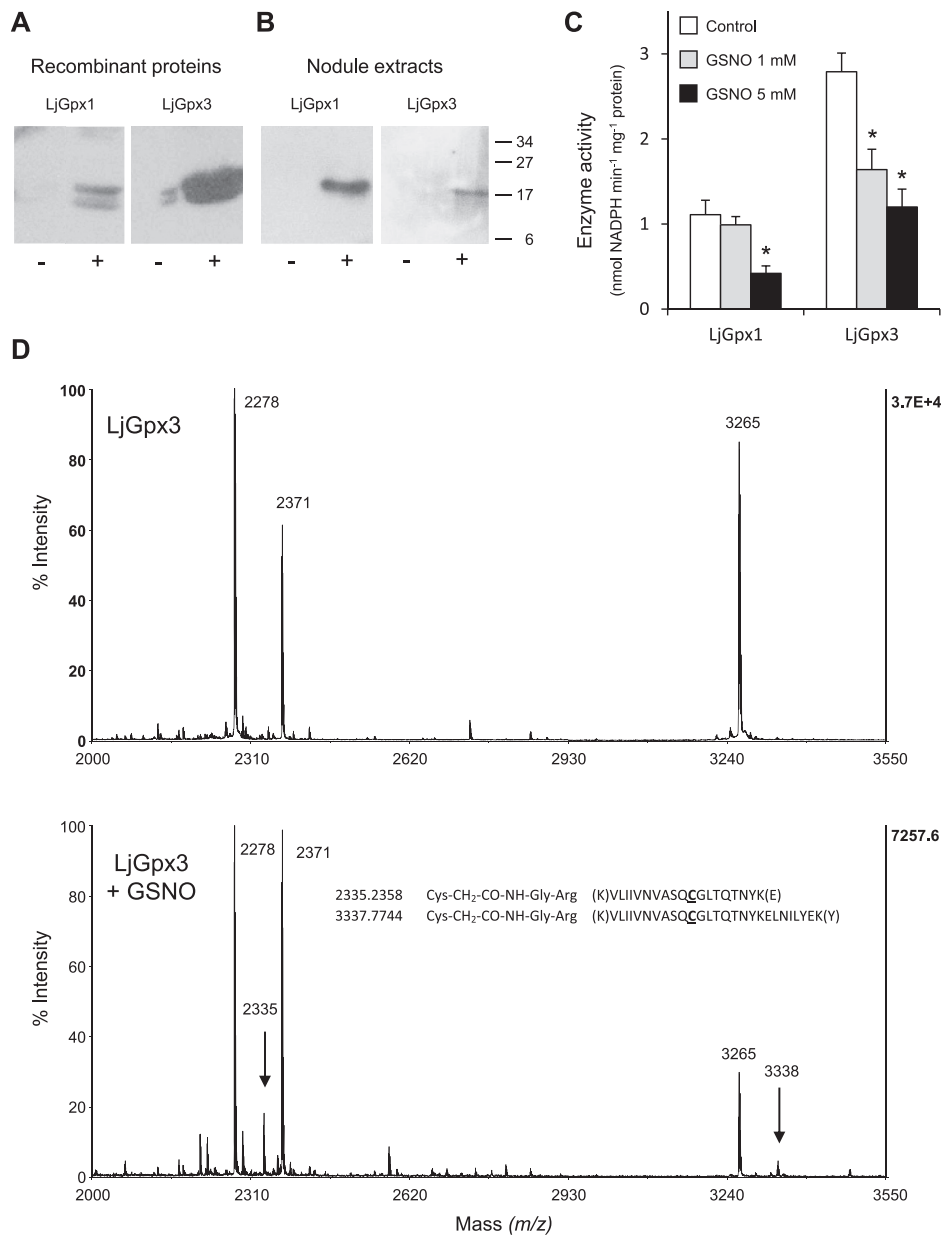 A
Recombinant proteins
LjGpx1
LjGpx3
-
+
-
+
B
Nodule extracts
LjGpx1
LjGpx3
34
27
17
6
-
+
-
+
C
Control
GSNO 1 mM
GSNO 5 mM
Enzyme activity
(nmol NADPH min⁻¹ mg⁻¹ protein)
3
2
1
0
*
*
*
LjGpx1
LjGpx3
D
LjGpx3
% Intensity
100
80
60
40
20
0
2278
2371
3265
3.7E+4
2000
2310
2620
2930
3240
3550
LjGpx3
+ GSNO
% Intensity
100
80
60
40
20
0
2278
2371
2335
3265
3338
7257.6
2335.2358 Cys-CH₂-CO-NH-Gly-Arg (K)VLIIVNVASQCGLTQTNYK(E)
3337.7744 Cys-CH₂-CO-NH-Gly-Arg (K)VLIIVNVASQCGLTQTNYKELNILYEK(Y)
2000
2310
2620
2930
3240
3550
Mass (m/z)